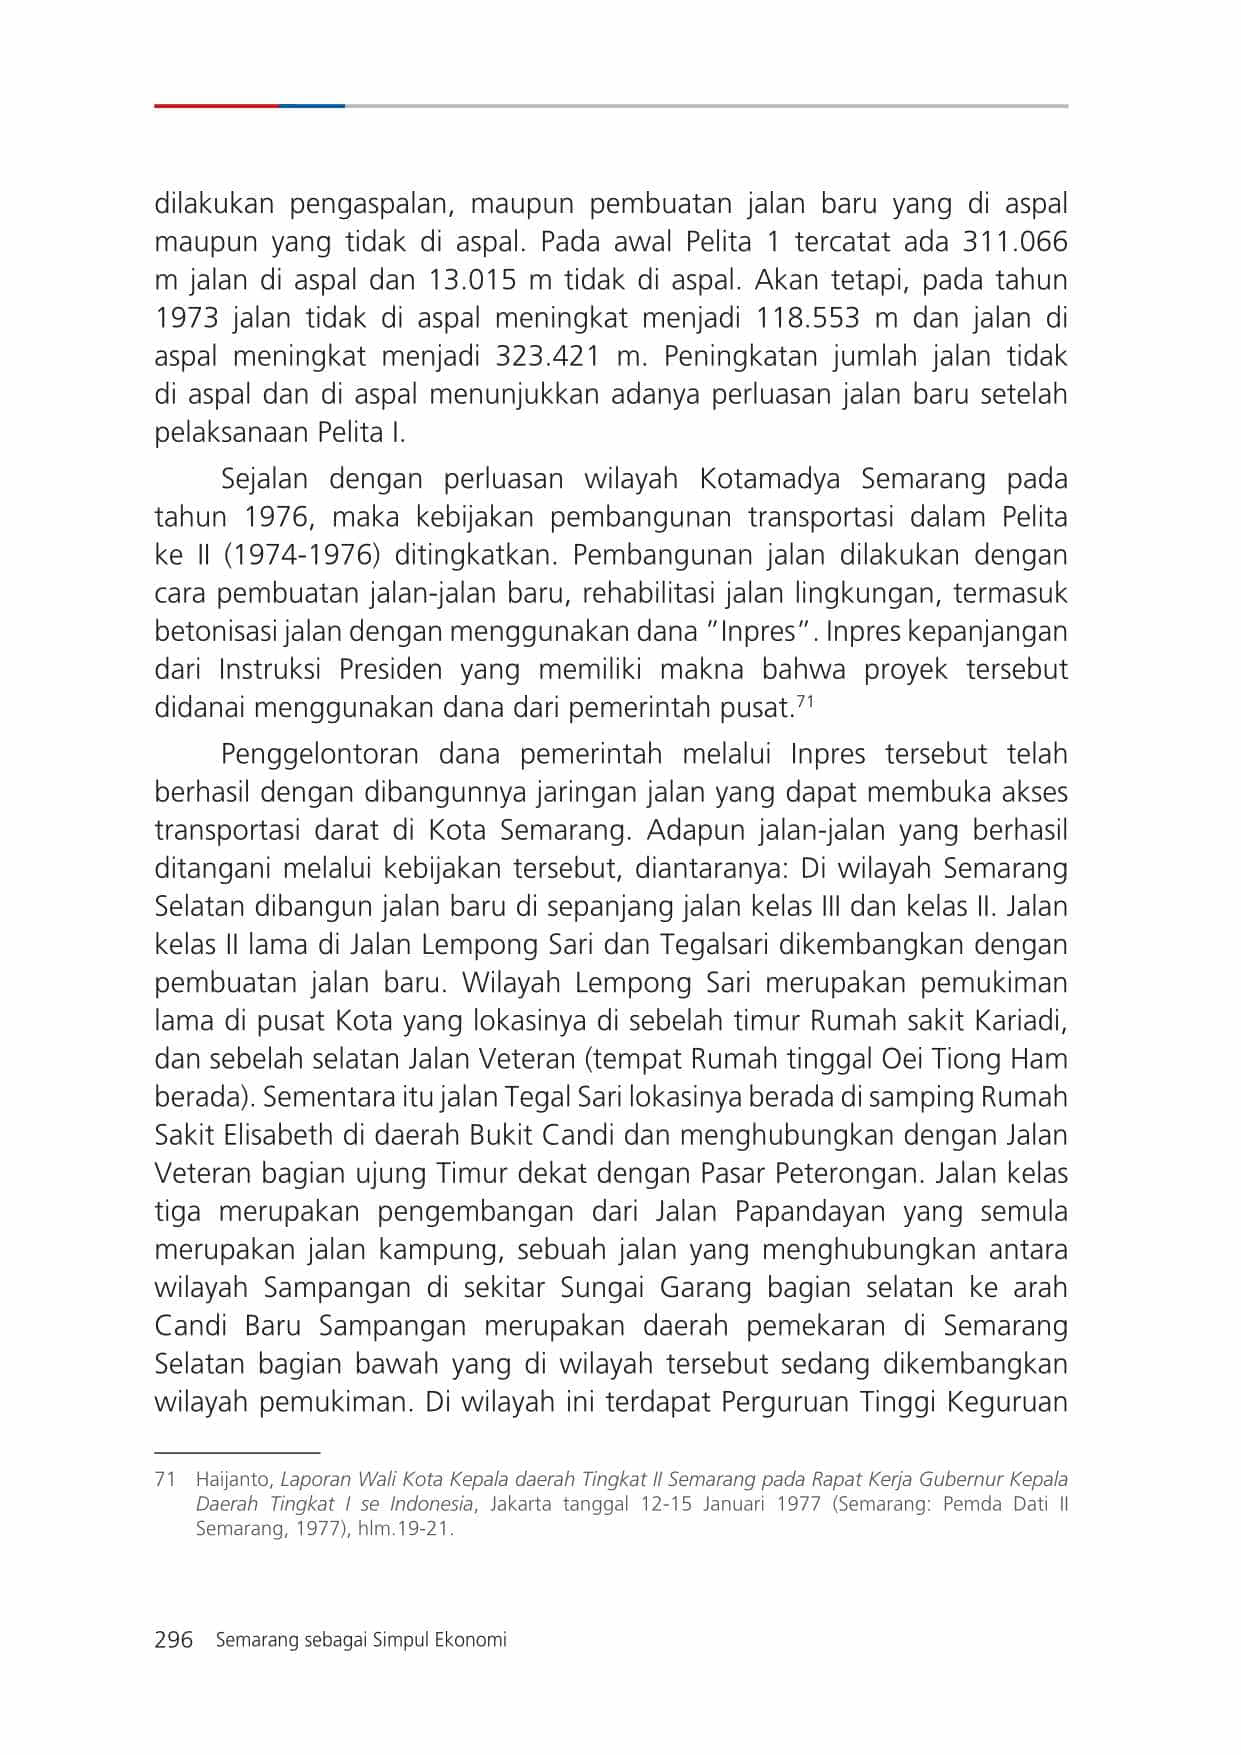 dilakukan pengaspalan, maupun pembuatan jalan baru yang di aspal
maupun yang tidak di aspal. Pada awal Pelita 1 tercatat ada 311.066
m jalan di aspal dan 13.015 m tidak di aspal. Akan tetapi, pada tahun
1973 jalan tidak di aspal meningkat menjadi 118.553 m dan jalan di
aspal meningkat menjadi 323.421 m. Peningkatan jumlah jalan tidak
di aspal dan di aspal menunjukkan adanya perluasan jalan baru setelah
pelaksanaan Pelita I.
Sejalan dengan perluasan wilayah Kotamadya Semarang pada
tahun 1976, maka kebijakan pembangunan transportasi dalam Pelita
ke II (1974-1976) ditingkatkan. Pembangunan jalan dilakukan dengan
cara pembuatan jalan-jalan baru, rehabilitasi jalan lingkungan, termasuk
betonisasi jalan dengan menggunakan dana ”Inpres”. Inpres kepanjangan
dari Instruksi Presiden yang memiliki makna bahwa proyek tersebut
didanai menggunakan dana dari pemerintah pusat.71
Penggelontoran dana pemerintah melalui Inpres tersebut telah
berhasil dengan dibangunnya jaringan jalan yang dapat membuka akses
transportasi darat di Kota Semarang. Adapun jalan-jalan yang berhasil
ditangani melalui kebijakan tersebut, diantaranya: Di wilayah Semarang
Selatan dibangun jalan baru di sepanjang jalan kelas III dan kelas II. Jalan
kelas II lama di Jalan Lempong Sari dan Tegalsari dikembangkan dengan
pembuatan jalan baru. Wilayah Lempong Sari merupakan pemukiman
lama di pusat Kota yang lokasinya di sebelah timur Rumah sakit Kariadi,
dan sebelah selatan Jalan Veteran (tempat Rumah tinggal Oei Tiong Ham
berada). Sementara itu jalan Tegal Sari lokasinya berada di samping Rumah
Sakit Elisabeth di daerah Bukit Candi dan menghubungkan dengan Jalan
Veteran bagian ujung Timur dekat dengan Pasar Peterongan. Jalan kelas
tiga merupakan pengembangan dari Jalan Papandayan yang semula
merupakan jalan kampung, sebuah jalan yang menghubungkan antara
wilayah Sampangan di sekitar Sungai Garang bagian selatan ke arah
Candi Baru Sampangan merupakan daerah pemekaran di Semarang
Selatan bagian bawah yang di wilayah tersebut sedang dikembangkan
wilayah pemukiman. Di wilayah ini terdapat Perguruan Tinggi Keguruan
71 Haijanto, Laporan Wali Kota Kepala daerah Tingkat II Semarang pada Rapat Kerja Gubernur Kepala
Daerah Tingkat I se Indonesia, Jakarta tanggal 12-15 Januari 1977 (Semarang: Pemda Dati II
Semarang, 1977), hlm.19-21.
296 Semarang sebagai Simpul Ekonomi